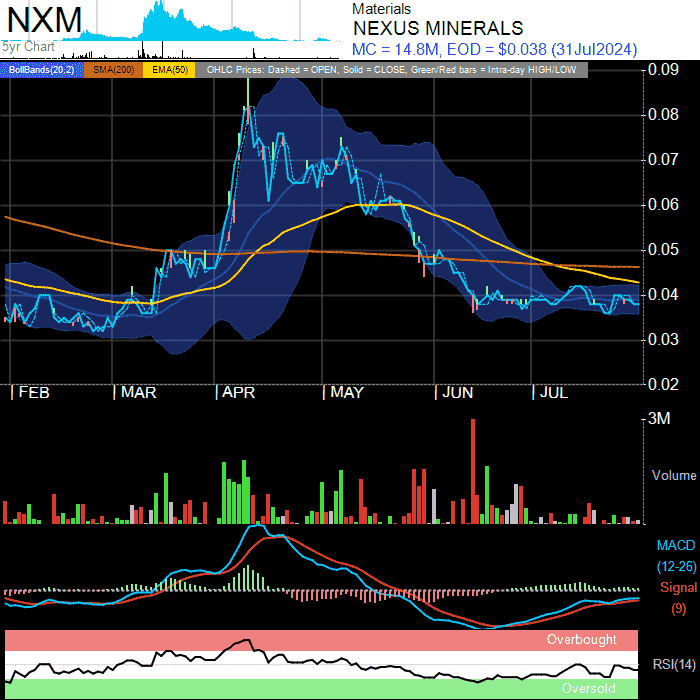 NXM
5yr Chart
Materials
NEXUS MINERALS
MC = 14.8M, EOD = $0.038 (31Jul2024)
BollBands(20,2) SMA(200) EMA(50) OHLC Prices: Dashed = OPEN, Solid = CLOSE, Green/Red bars = Intra-day HIGH/LOW
0.09
0.08
0.07
0.06
0.05
0.04
0.03
0.02
FEB MAR APR MAY JUN JUL
3M
Volume
MACD
(12-26)
Signal
(9)
Overbought
RSI(14)
Oversold